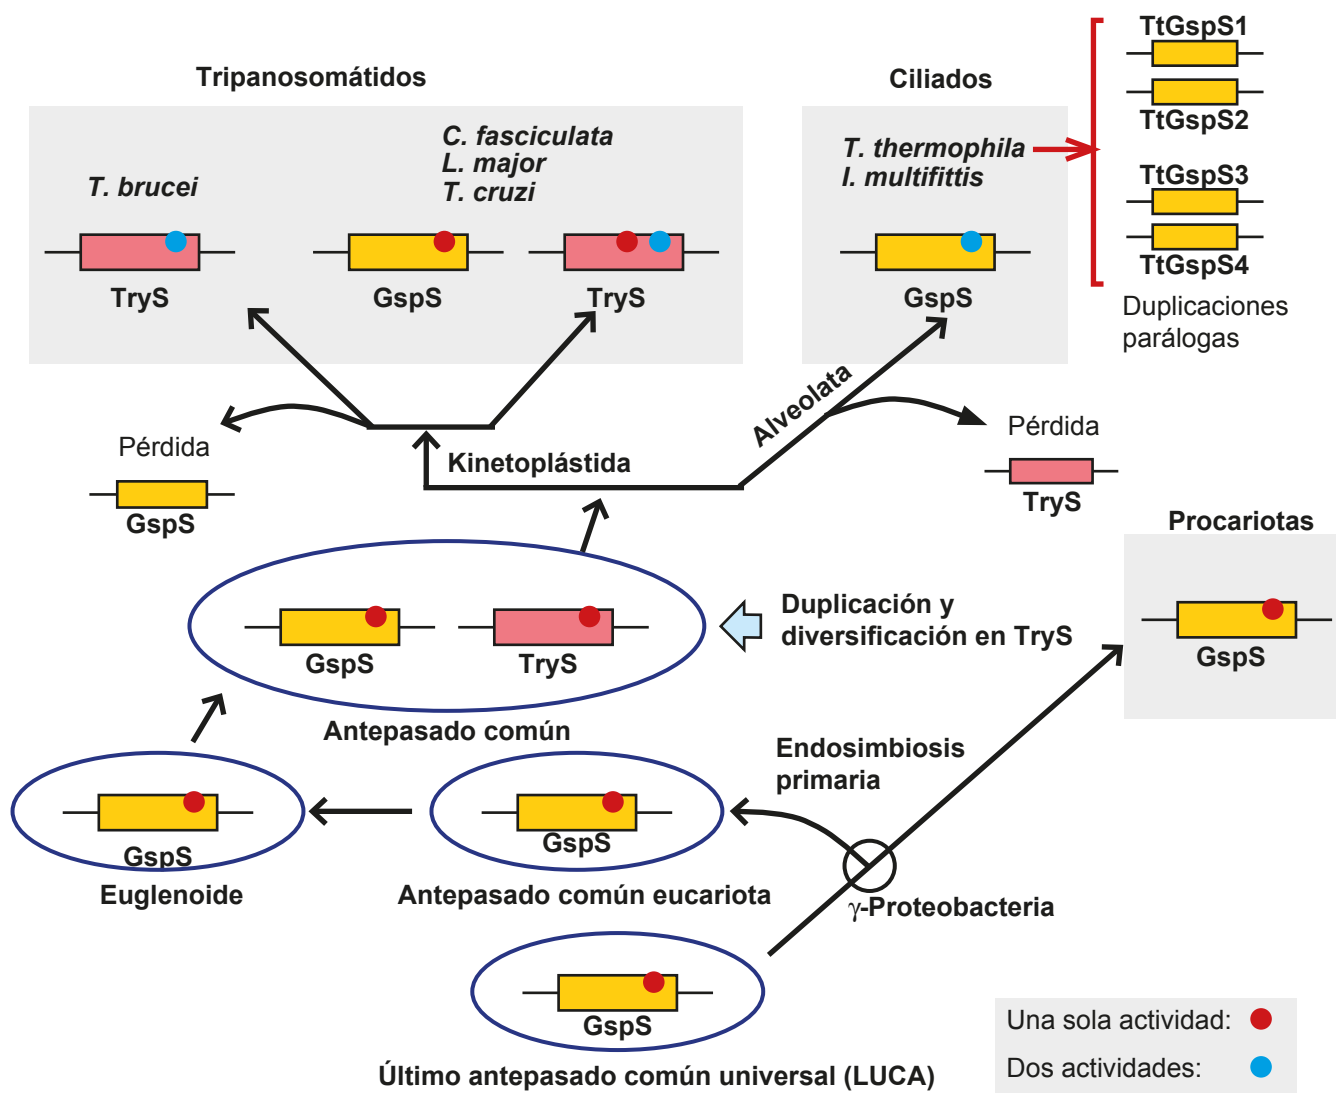 Tripanosomátidos
T. brucei
C. fasciculata
L. major
T. cruzi
TryS
GspS
TryS
Ciliados
T. thermophila
I. multifittis
GspS
TtGspS1
TtGspS2
TtGspS3
TtGspS4
Duplicaciones
parálogas
Pérdida
GspS
Kinetoplástida
Alveolata
Pérdida
TryS
Procariotas
GspS
GspS
TryS
Antepasado común
Duplicación y
diversificación en TryS
GspS
Euglenoide
GspS
Antepasado común eucariota
Endosimbiosis
primaria
γ-Proteobacteria
GspS
Último antepasado común universal (LUCA)
Una sola actividad:
Dos actividades: